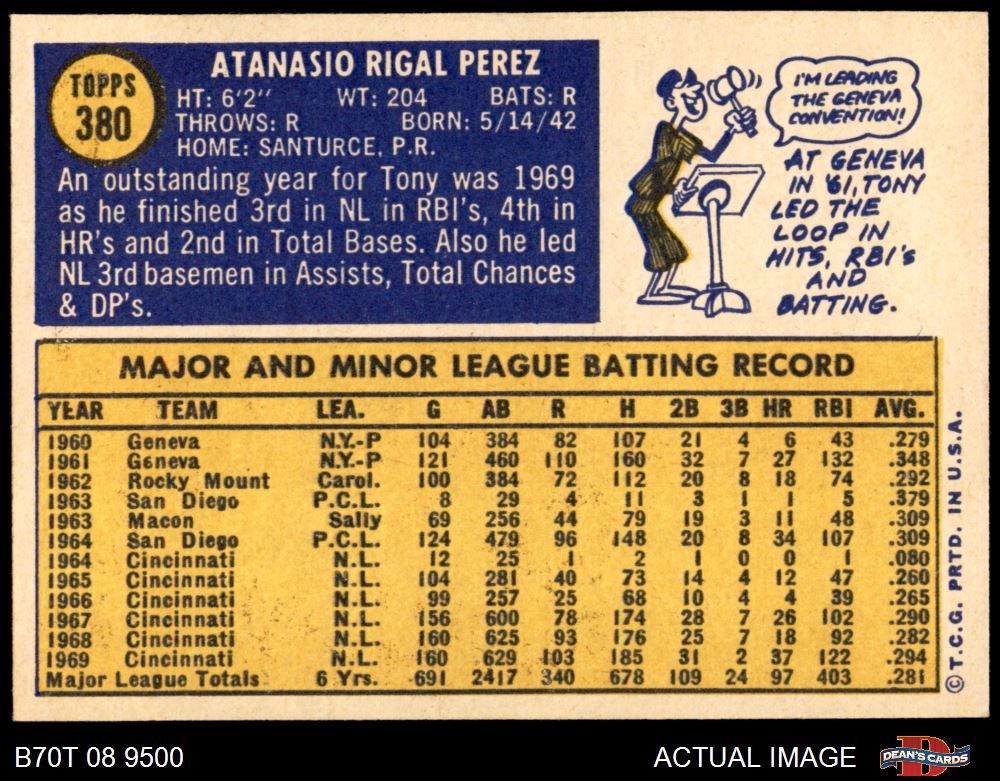 TOPPS
380
ATANASIO RIGAL PEREZ
HT: 6'2" WT: 204 BATS: R
THROWS: R BORN: 5/14/42
HOME: SANTURCE, P.R.
An outstanding year for Tony was 1969
as he finished 3rd in NL in RBI's, 4th in
HR's and 2nd in Total Bases. Also he led
NL 3rd basemen in Assists, Total Chances
& DP's.
I'M LEADING
THE GENEVA
CONVENTION!
AT GENEVA
IN '61, TONY
LED THE
LOOP IN
HITS, RBI's
AND
BATTING.
MAJOR AND MINOR LEAGUE BATTING RECORD
YEAR TEAM LEA. G AB R H 2B 3B HR RBI AVG.
1960 Geneva N.Y.-P 104 384 82 107 21 4 6 43 .279
1961 Geneva N.Y.-P 121 460 110 160 32 7 27 132 .348
1962 Rocky Mount Carol. 100 384 72 112 20 8 18 74 .292
1963 San Diego P.C.L. 8 29 4 11 3 1 1 5 .379
1963 Macon Sally 69 256 44 79 19 3 11 48 .309
1964 San Diego P.C.L. 124 479 96 148 20 8 34 107 .309
1964 Cincinnati N.L. 12 25 1 2 1 0 0 1 .080
1965 Cincinnati N.L. 104 281 40 73 14 4 12 47 .260
1966 Cincinnati N.L. 99 257 25 68 10 4 4 39 .265
1967 Cincinnati N.L. 156 600 78 174 28 7 26 102 .290
1968 Cincinnati N.L. 160 625 93 176 25 7 18 92 .282
1969 Cincinnati N.L. 160 629 103 185 31 2 37 122 .294
Major League Totals 6 Yrs. 691 2417 340 678 109 24 97 403 .281
© T.C.G. PRTD. IN U.S.A.
B70T 08 9500
ACTUAL IMAGE
DEAN'S CARDS